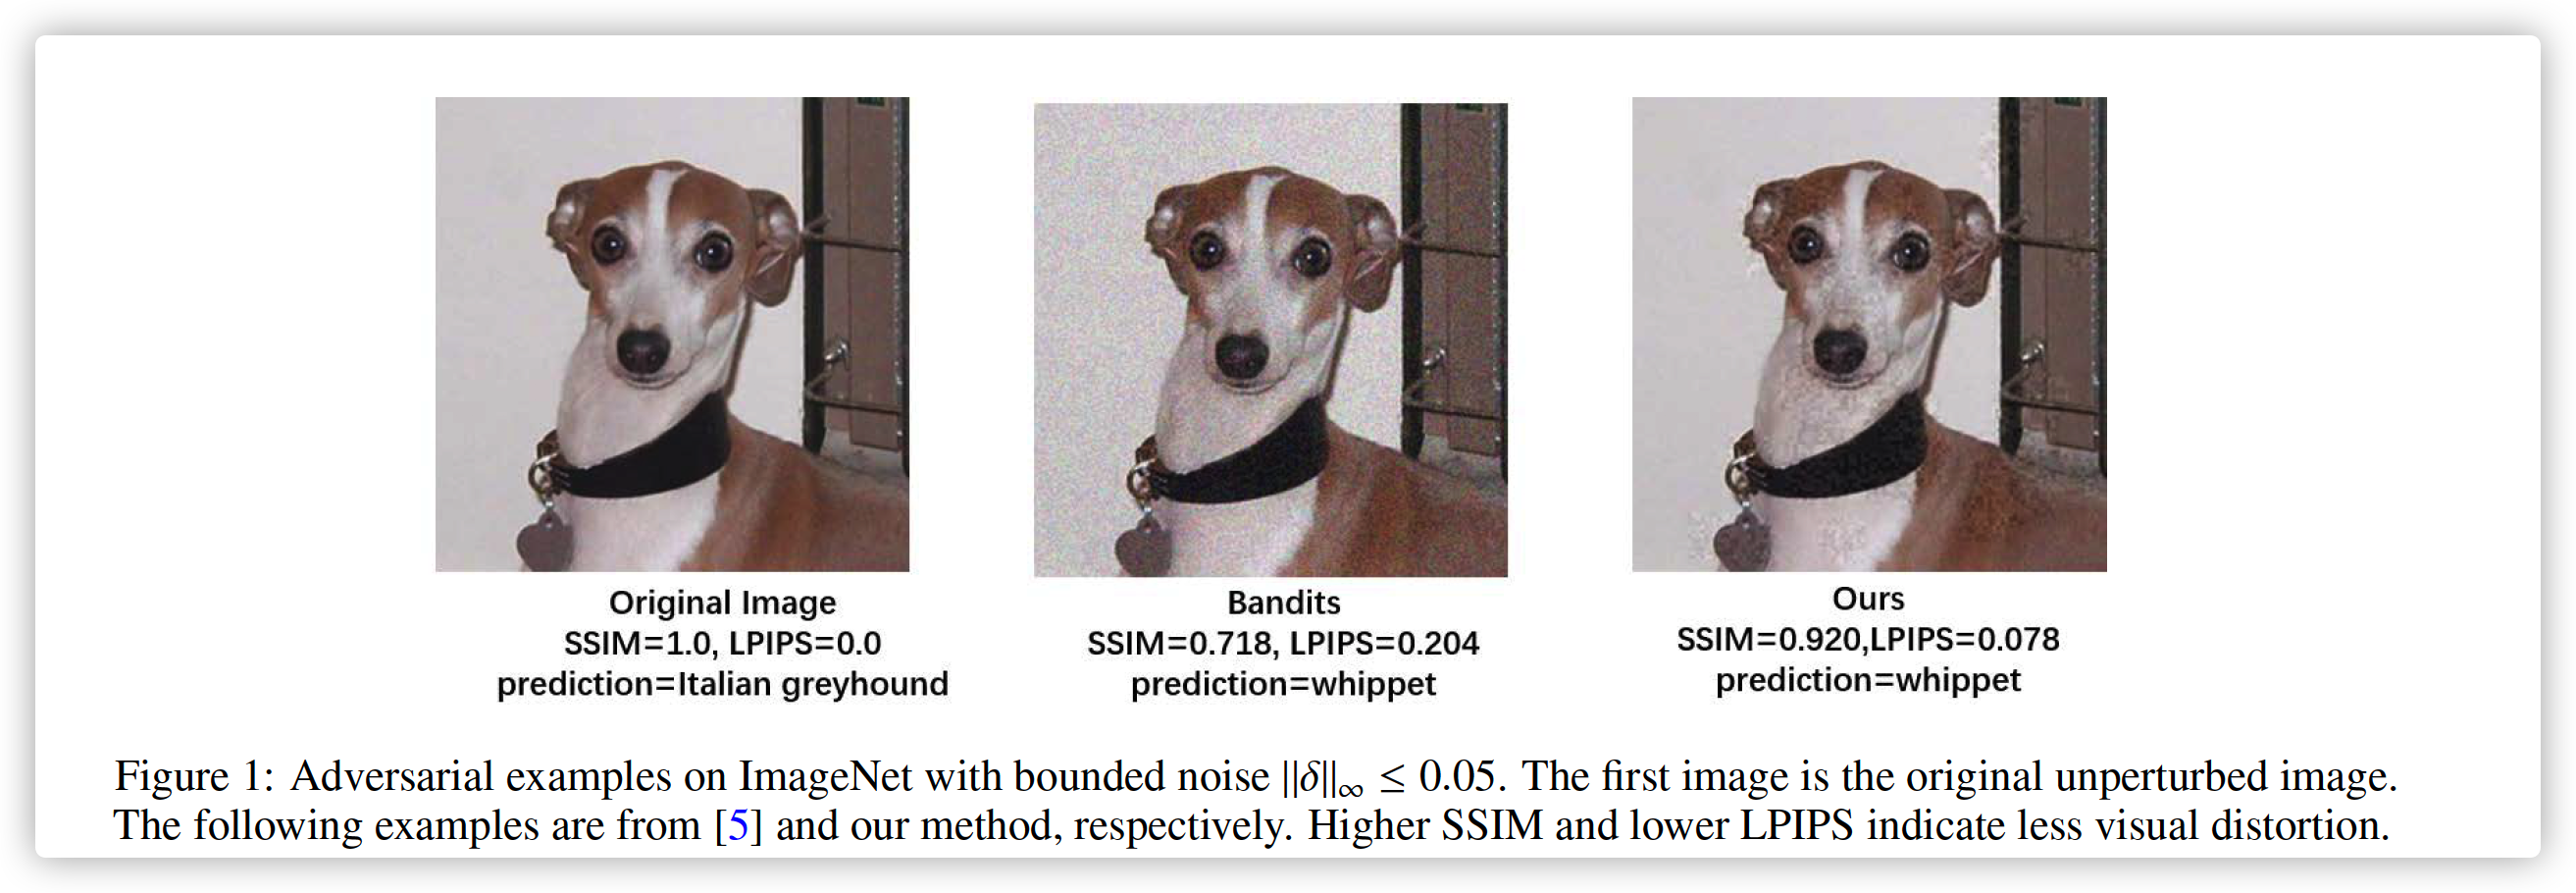 Original Image
SSIM=1.0, LPIPS=0.0
prediction=Italian greyhound
Bandits
SSIM=0.718, LPIPS=0.204
prediction=whippet
Ours
SSIM=0.920,LPIPS=0.078
prediction=whippet
Figure 1: Adversarial examples on ImageNet with bounded noise ||δ||∞ ≤ 0.05. The first image is the original unperturbed image.
The following examples are from [5] and our method, respectively. Higher SSIM and lower LPIPS indicate less visual distortion.